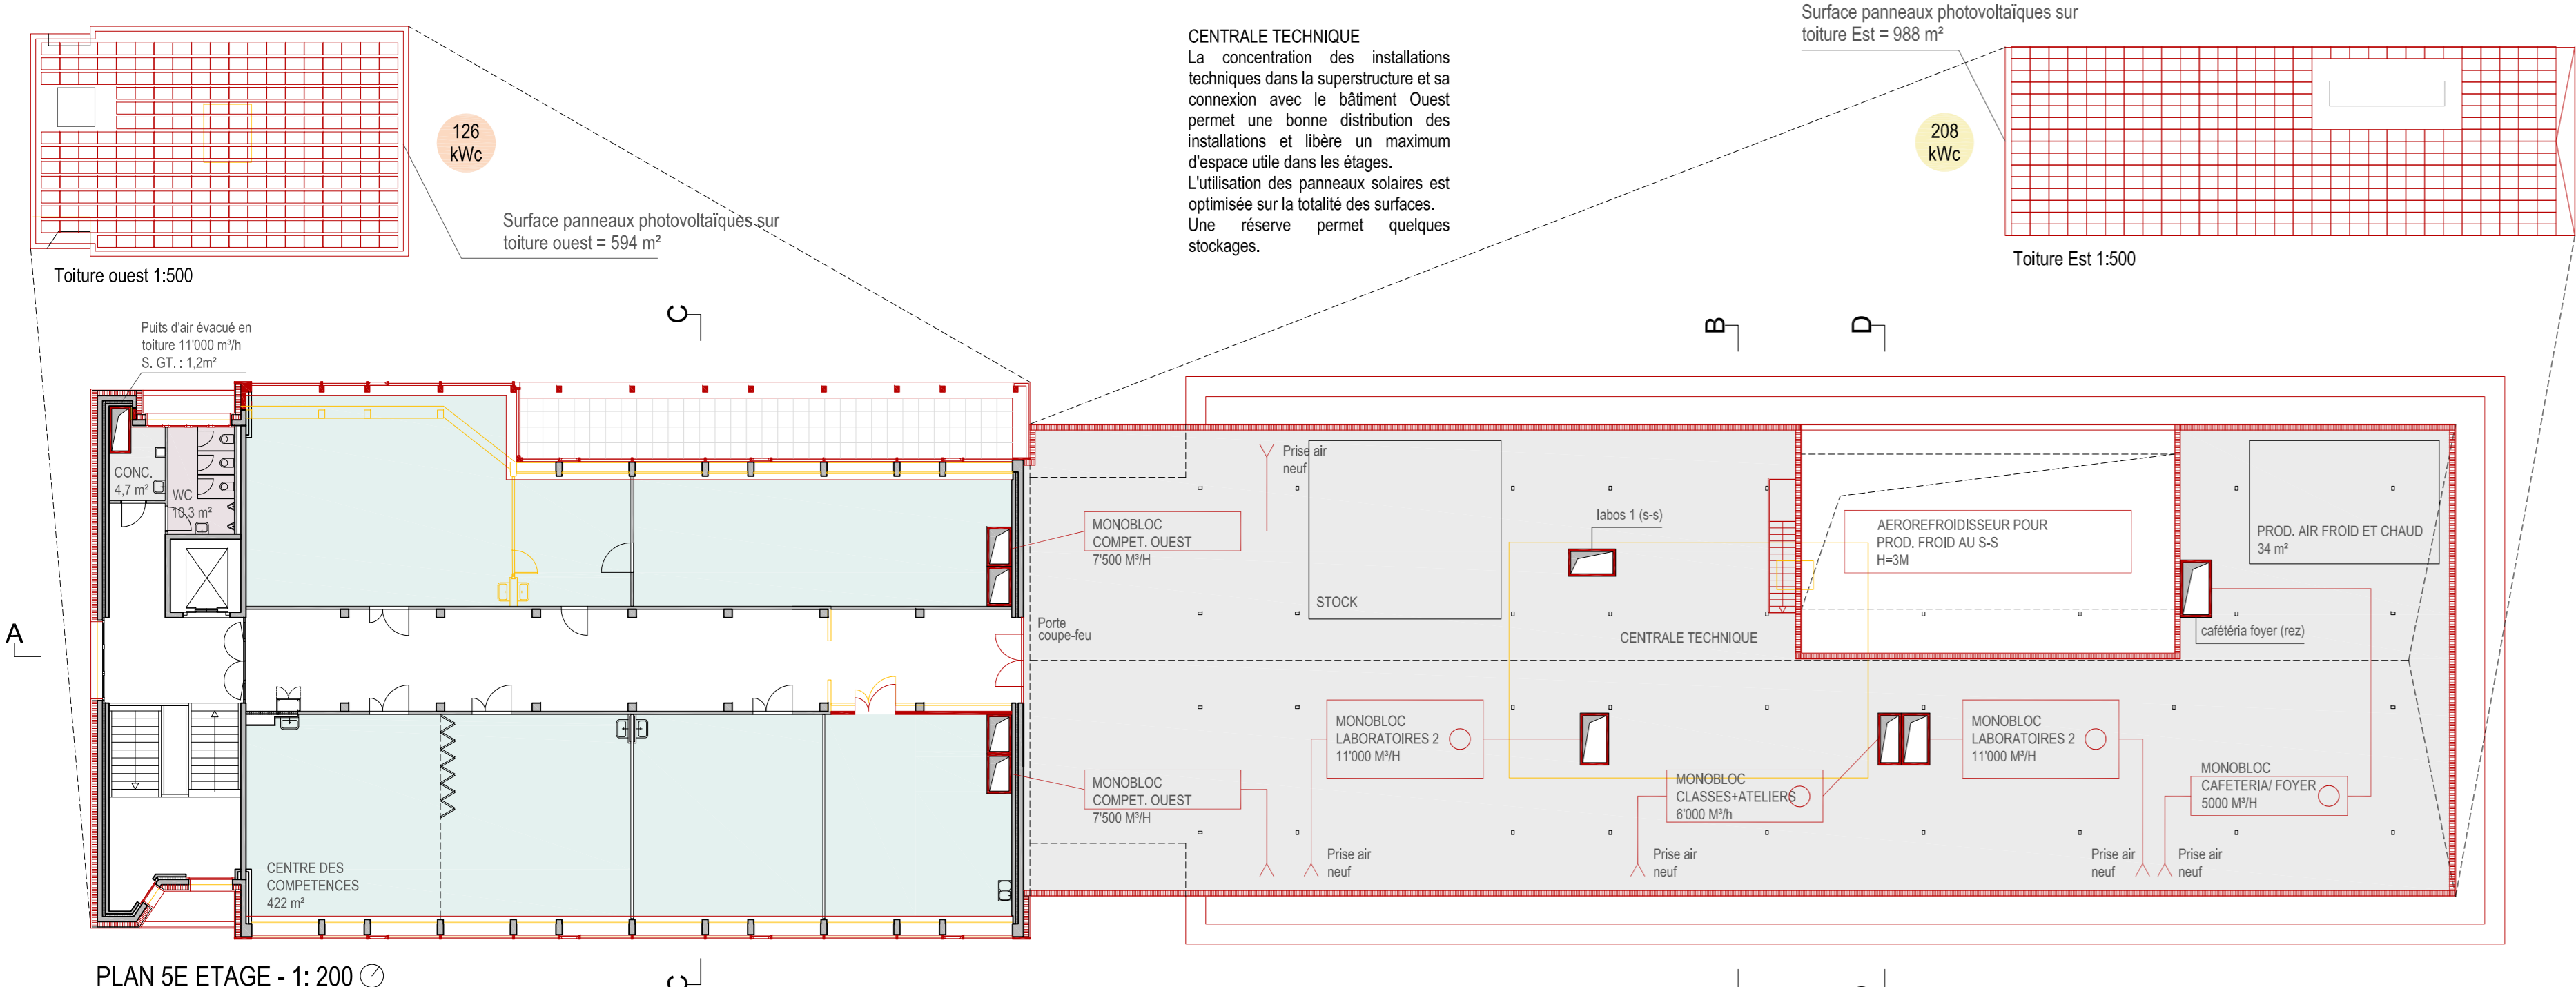 CENTRALE TECHNIQUE
La concentration des installations
techniques dans la superstructure et sa
connexion avec le bâtiment Ouest
permet une bonne distribution des
installations et libère un maximum
d'espace utile dans les étages.
L'utilisation des panneaux solaires est
optimisée sur la totalité des surfaces.
Une réserve permet quelques
stockages.
Surface panneaux photovoltaïques sur
toiture Est = 988 m²
126
kWc
208
kWc
Surface panneaux photovoltaïques sur
toiture ouest = 594 m²
Toiture ouest 1:500
Toiture Est 1:500
Puits d'air évacué en
toiture 11'000 m³/h
S. GT. : 1,2m²
C
B
D
CONC.
4,7 m²
WC
10,3 m²
Prise air
neuf
MONOBLOC
COMPET. OUEST
7'500 M³/H
STOCK
labos 1 (s-s)
AEROREFROIDISSEUR POUR
PROD. FROID AU S-S
H=3M
PROD. AIR FROID ET CHAUD
34 m²
A
Porte
coupe-feu
CENTRALE TECHNIQUE
cafétéria foyer (rez)
MONOBLOC
LABORATOIRES 2
11'000 M³/H
MONOBLOC
LABORATOIRES 2
11'000 M³/H
MONOBLOC
COMPET. OUEST
7'500 M³/H
MONOBLOC
CLASSES+ATELIERS
6'000 M³/h
MONOBLOC
CAFETERIA/ FOYER
5000 M³/H
CENTRE DES
COMPETENCES
422 m²
Prise air
neuf
Prise air
neuf
Prise air
neuf
Prise air
neuf
PLAN 5E ETAGE - 1: 200
C